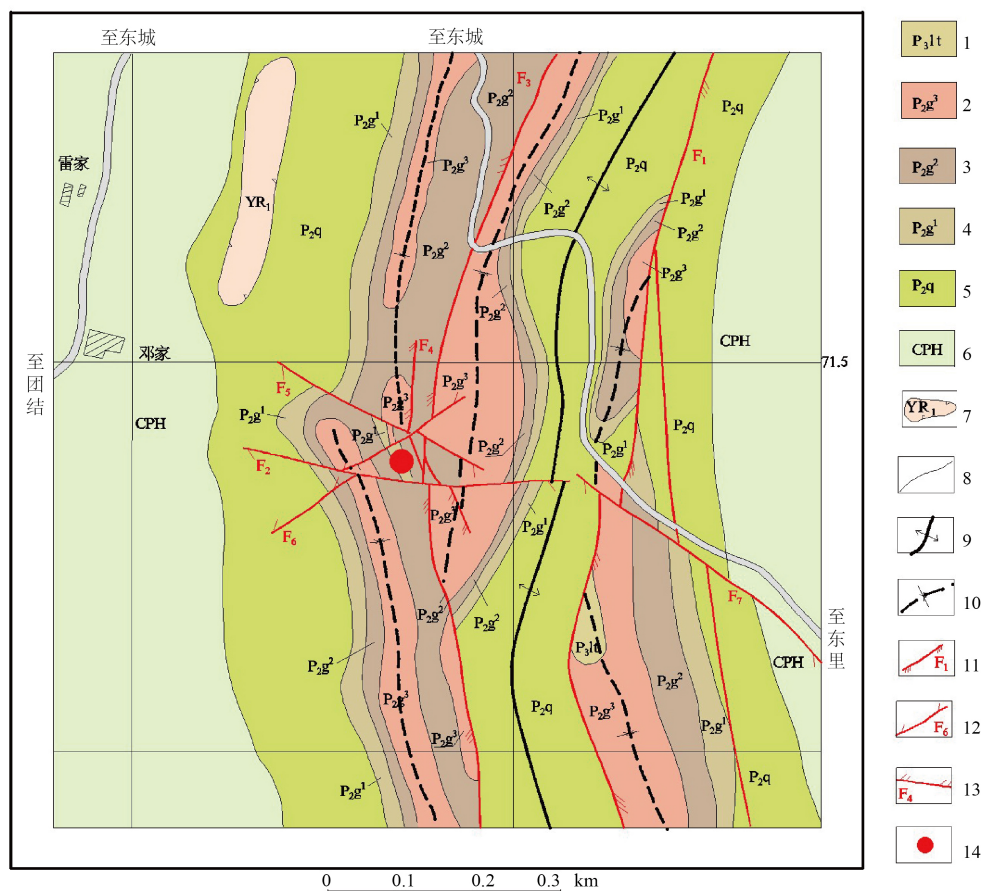 至东城
至东城
P₃lt 1
F₃
P₂g²
P₂q
P₂g¹
P₂g¹
P₂g³ 2
雷家
P₂g³
P₂q
F₁
P₂g² 3
YR₁
P₂g¹
P₂g²
P₂q
P₂g¹ 4
P₂g²
P₂g²
P₂g³
P₂q 5
P₂g²
CPH
CPH 6
至团结
邓家
F₄
71.5
F₅
P₂g³
YR₁ 7
P₂g³
P₂g¹
CPH
P₂g¹
P₂q
P₂g²
P₂g¹
8
F₂
P₂g³
P₂g¹
9
F₆
F₇
10
P₂g²
P₂g²
至东里
P₃lt
CPH
F₁ 11
P₂g²
P₂g²
P₂g³
P₂q
P₂g³
P₂g¹
F₆ 12
P₂g³
P₂q
P₂g¹
F₄ 13
14
0 0.1 0.2 0.3 km